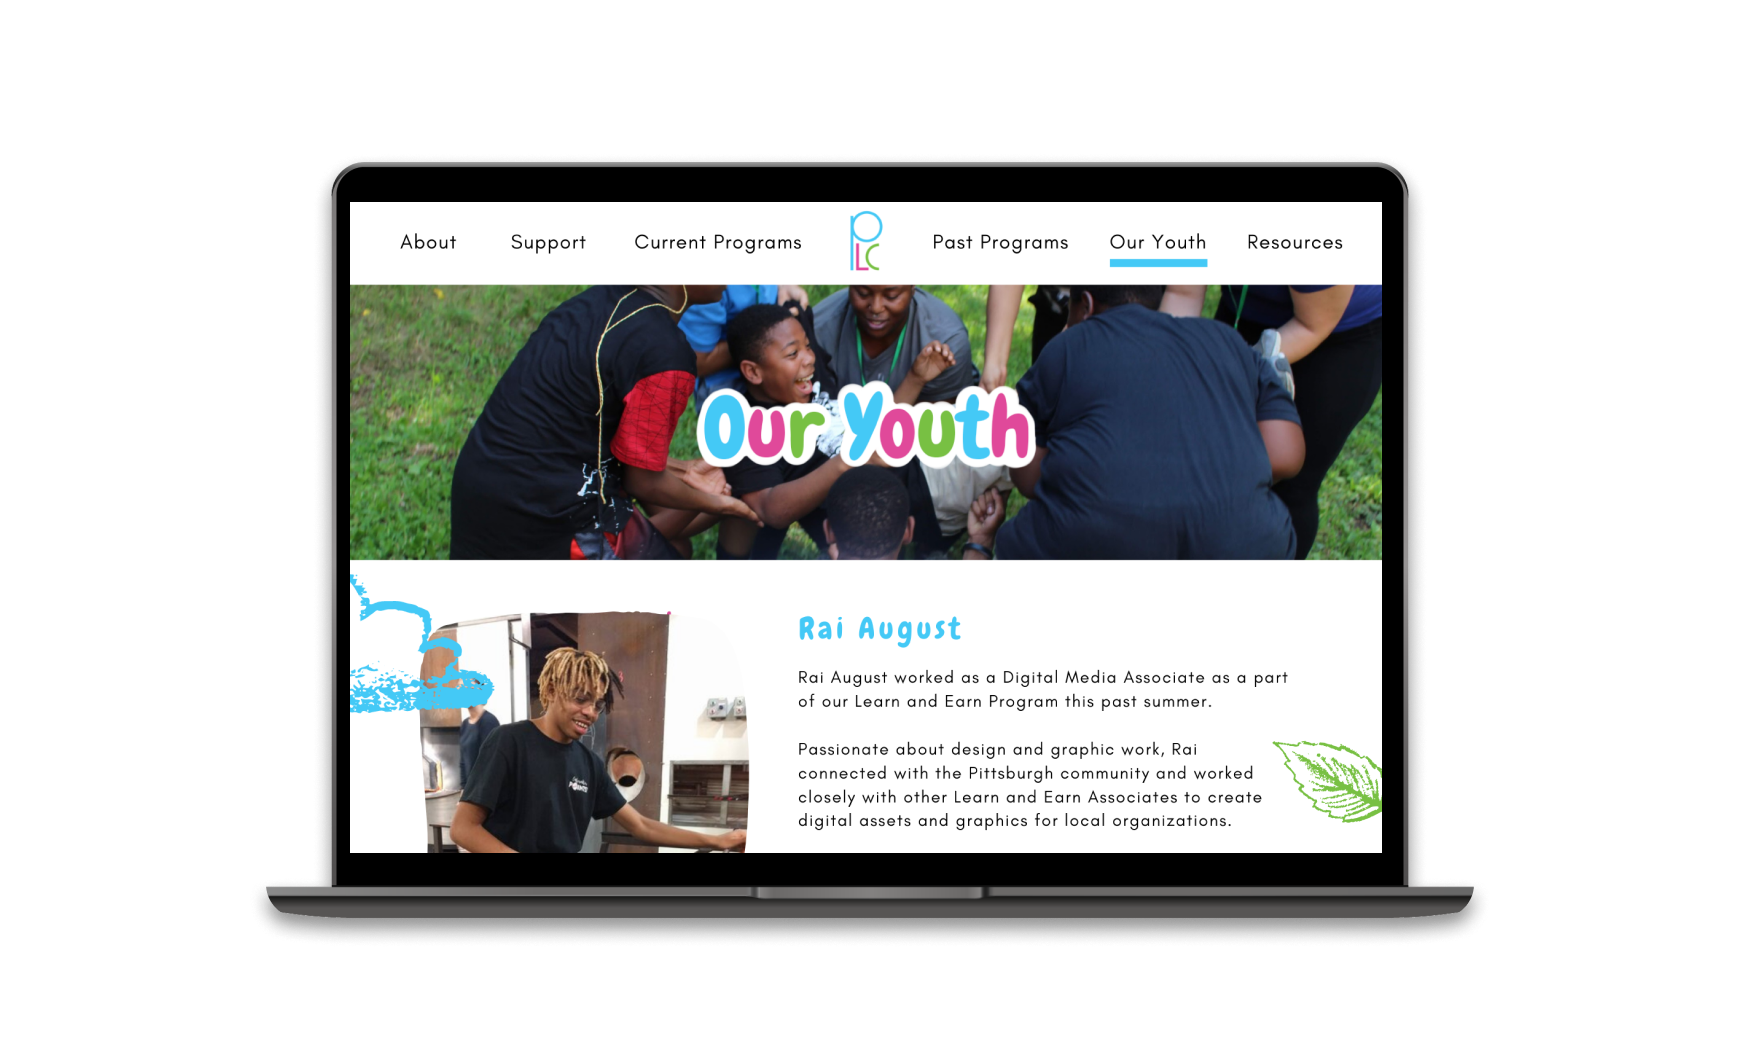 About
Support
Current Programs
PLC
Past Programs
Our Youth
Resources
Our Youth
Rai August
Rai August worked as a Digital Media Associate as a part
of our Learn and Earn Program this past summer.
Passionate about design and graphic work, Rai
connected with the Pittsburgh community and worked
closely with other Learn and Earn Associates to create
digital assets and graphics for local organizations.